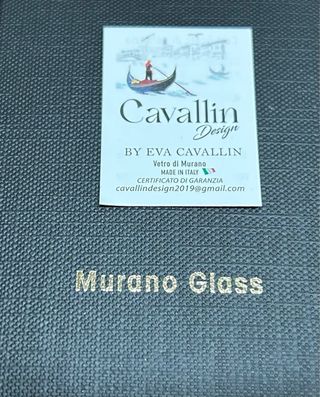 Cavallin
Design
BY EVA CAVALLIN
Vetro di Murano
MADE IN ITALY
CERTIFICATO DI GARANZIA
cavallindesign2019@gmail.com
Murano Glass